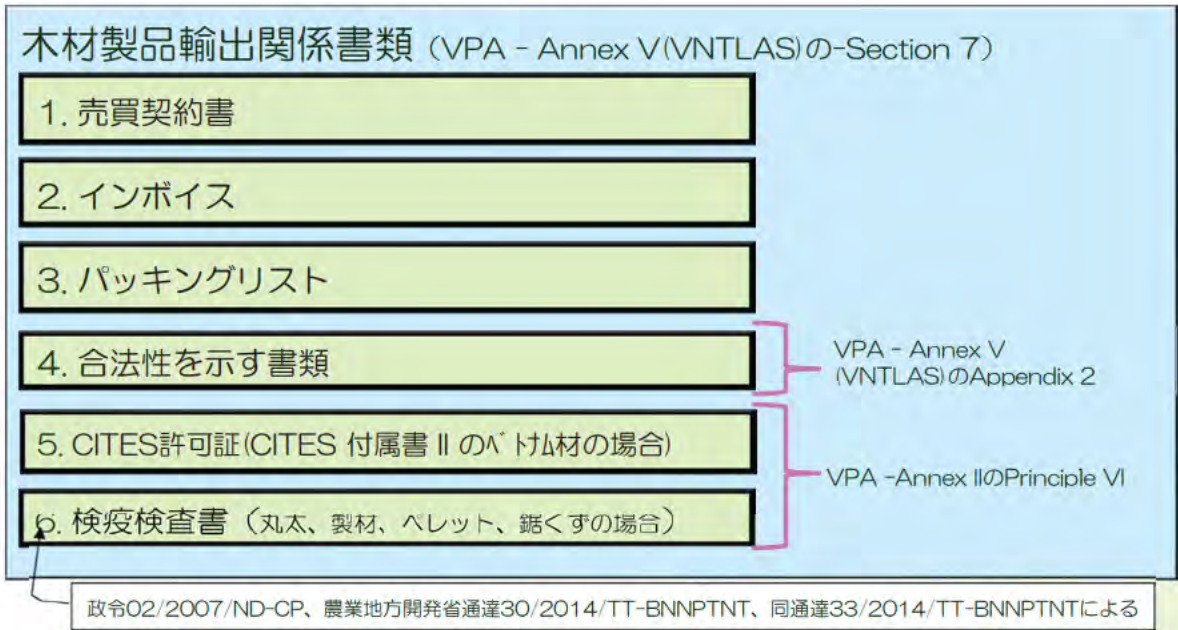 木材製品輸出関係書類（VPA - Annex V(VNTLAS)の-Section 7）
1. 売買契約書
2. インボイス
3. パッキングリスト
4. 合法性を示す書類
VPA - Annex V
(VNTLAS)のAppendix 2
5. CITES許可証(CITES 付属書 II のﾍﾞﾄﾅﾑ材の場合)
VPA -Annex IIのPrinciple VI
6. 検疫検査書（丸太、製材、ペレット、鋸くずの場合）
政令02/2007/ND-CP、農業地方開発省通達30/2014/TT-BNNPTNT、同通達33/2014/TT-BNNPTNTによる